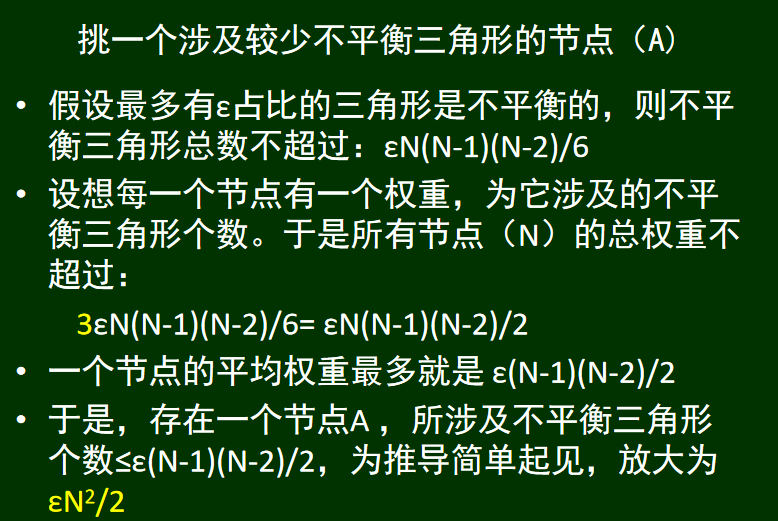 挑一个涉及较少不平衡三角形的节点（A）
• 假设最多有ε占比的三角形是不平衡的，则不平
衡三角形总数不超过：εN(N-1)(N-2)/6
• 设想每一个节点有一个权重，为它涉及的不平
衡三角形个数。于是所有节点（N）的总权重不
超过：
3εN(N-1)(N-2)/6= εN(N-1)(N-2)/2
• 一个节点的平均权重最多就是 ε(N-1)(N-2)/2
• 于是，存在一个节点A ，所涉及不平衡三角形
个数≤ε(N-1)(N-2)/2，为推导简单起见，放大为
εN²/2